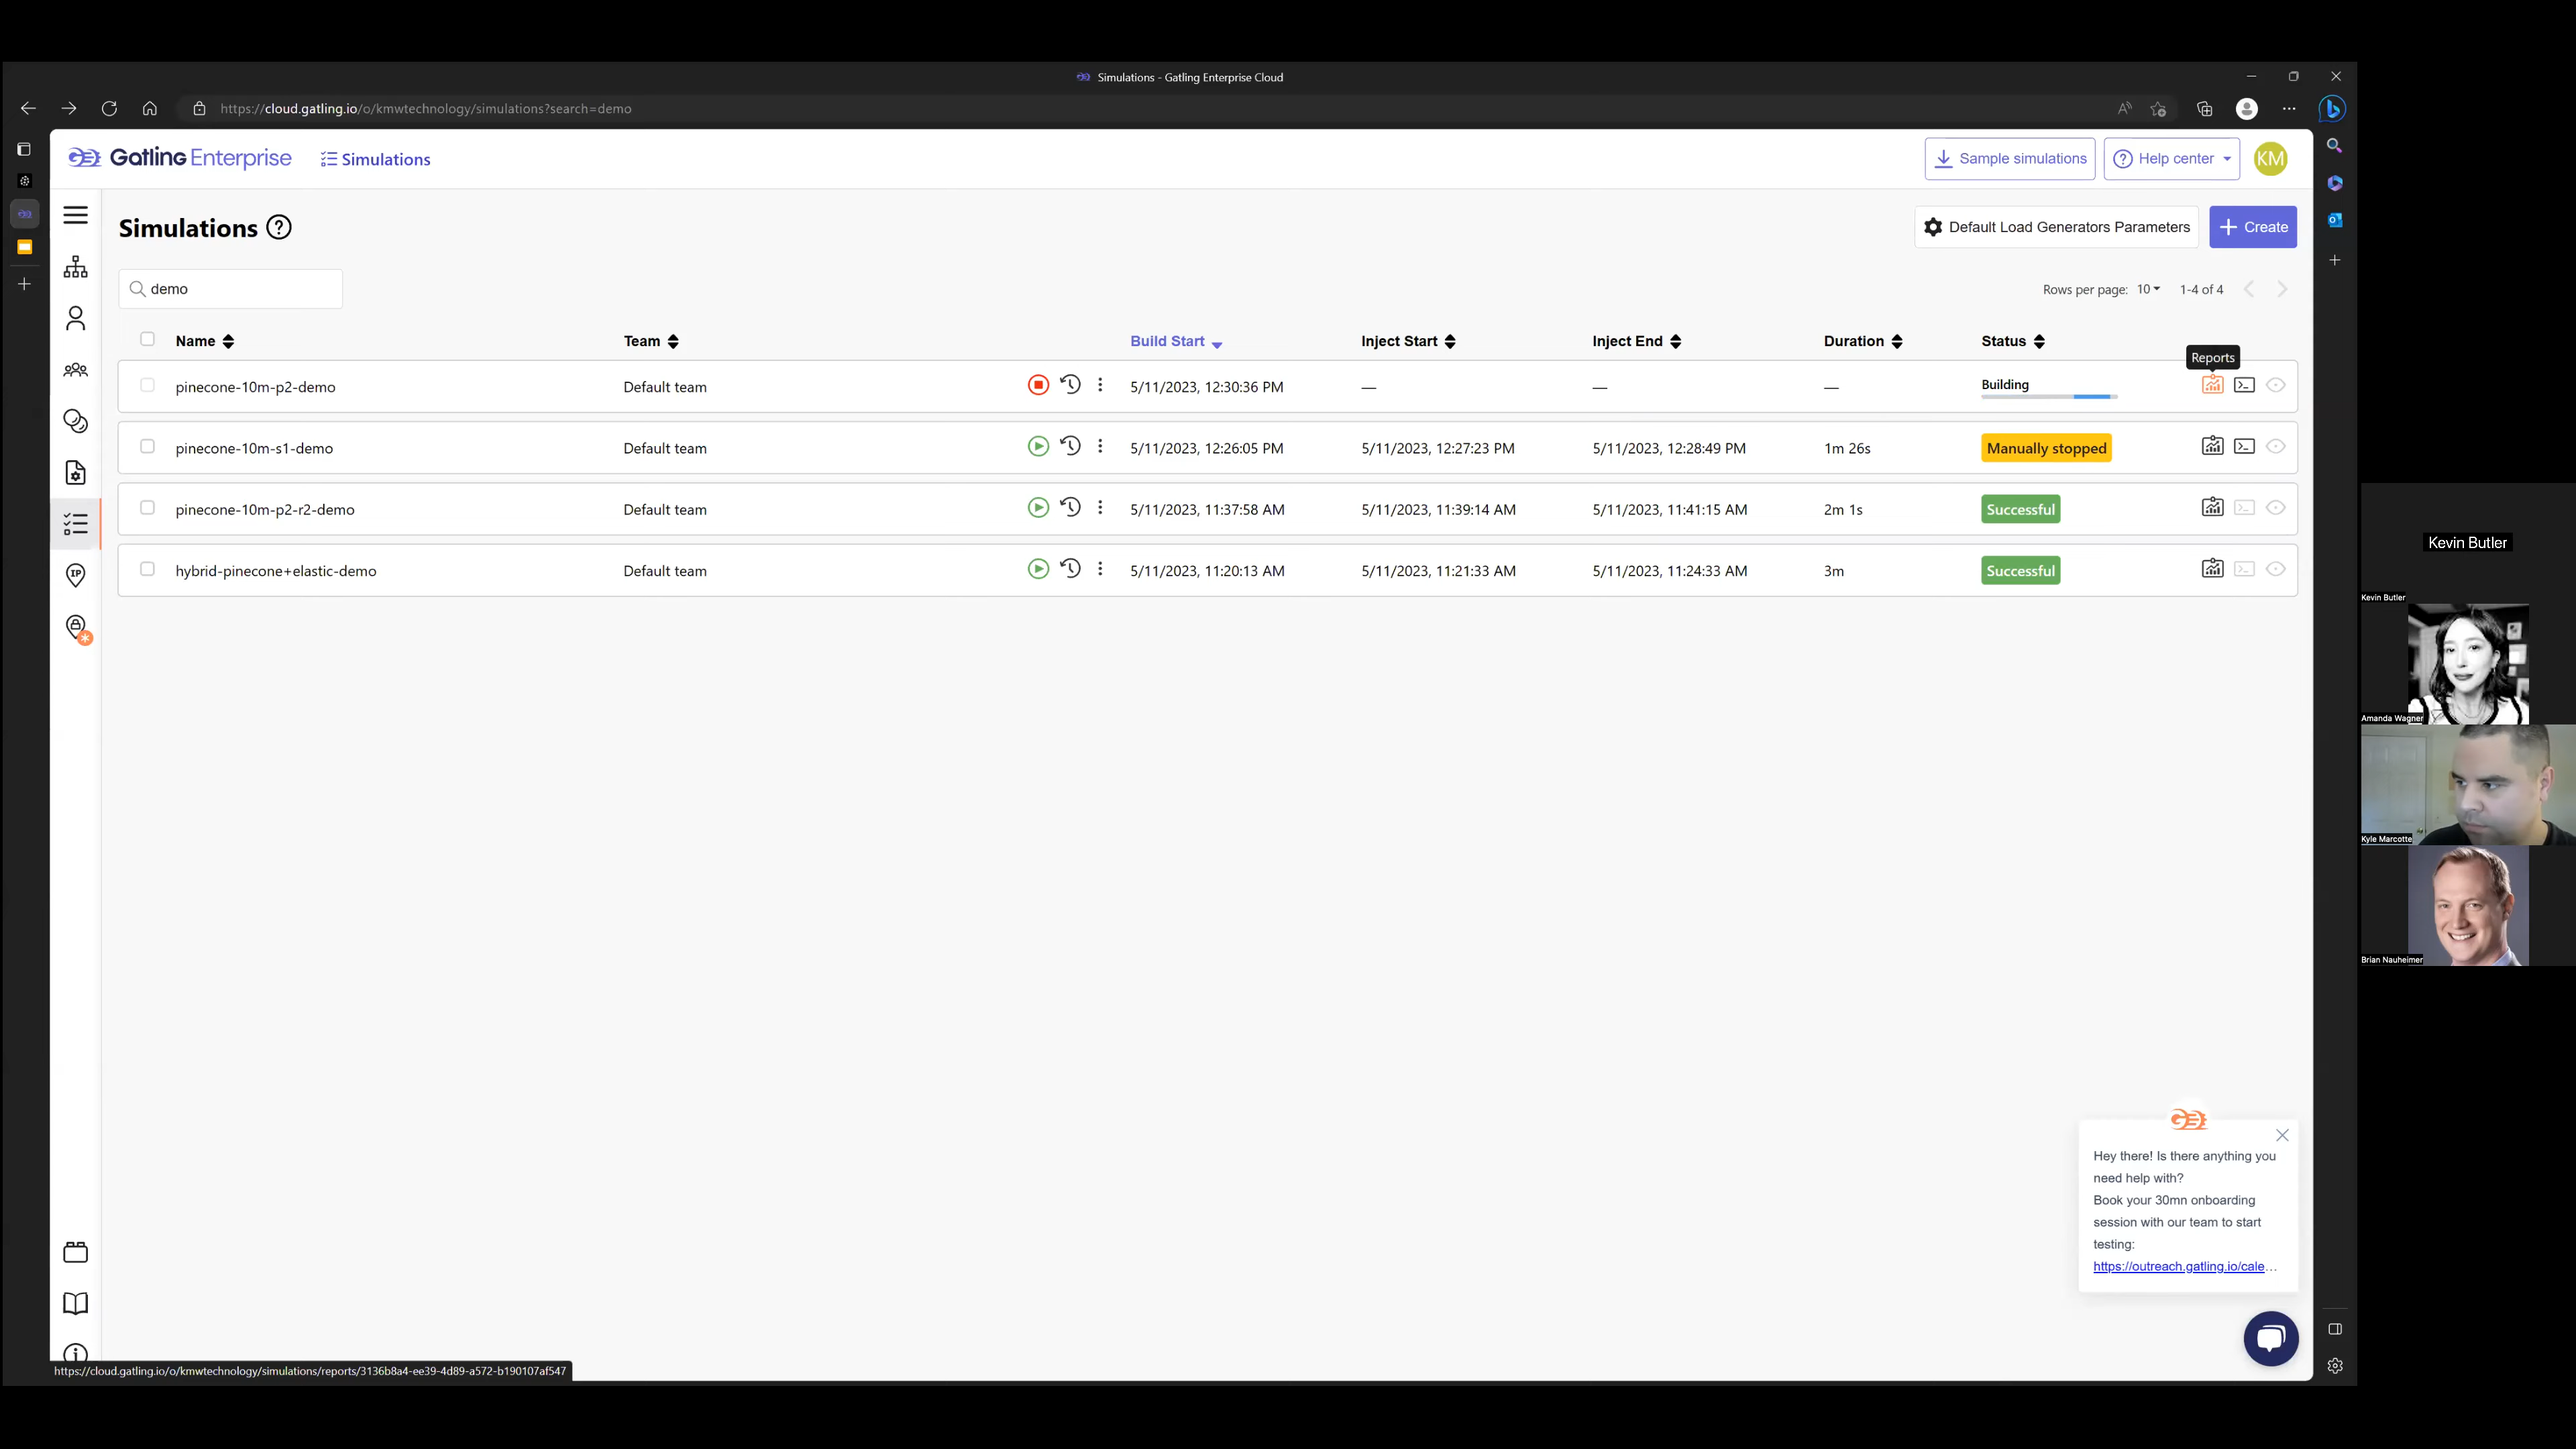 Simulations - Gatling Enterprise Cloud
https://cloud.gatling.io/o/kmwtechnology/simulations?search=demo
Gatling Enterprise Simulations Sample simulations Help center KM
Simulations Default Load Generators Parameters Create
demo Rows per page: 10 1-4 of 4
Name Team Build Start Inject Start Inject End Duration Status
Reports
pinecone-10m-p2-demo Default team 5/11/2023, 12:30:36 PM — — — Building
pinecone-10m-s1-demo Default team 5/11/2023, 12:26:05 PM 5/11/2023, 12:27:23 PM 5/11/2023, 12:28:49 PM 1m 26s Manually stopped
pinecone-10m-p2-r2-demo Default team 5/11/2023, 11:37:58 AM 5/11/2023, 11:39:14 AM 5/11/2023, 11:41:15 AM 2m 1s Successful
hybrid-pinecone+elastic-demo Default team 5/11/2023, 11:20:13 AM 5/11/2023, 11:21:33 AM 5/11/2023, 11:24:33 AM 3m Successful
IP
Kevin Butler
Kevin Butler
Amanda Wagner
Kyle Marcotte
Brian Nauheimer
Hey there! Is there anything you
need help with?
Book your 30mn onboarding
session with our team to start
testing:
https://outreach.gatling.io/cale...
https://cloud.gatling.io/o/kmwtechnology/simulations/reports/3136b8a4-ee39-4d89-a572-b190107af547